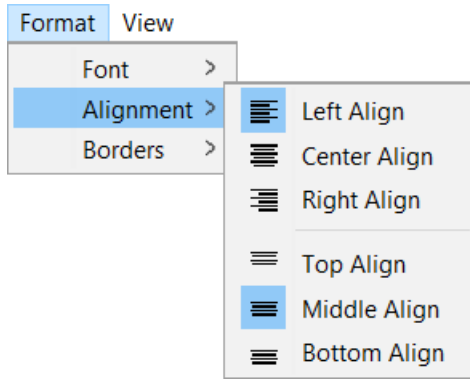 Format View
Font >
Alignment >
Borders >
Left Align
Center Align
Right Align
Top Align
Middle Align
Bottom Align